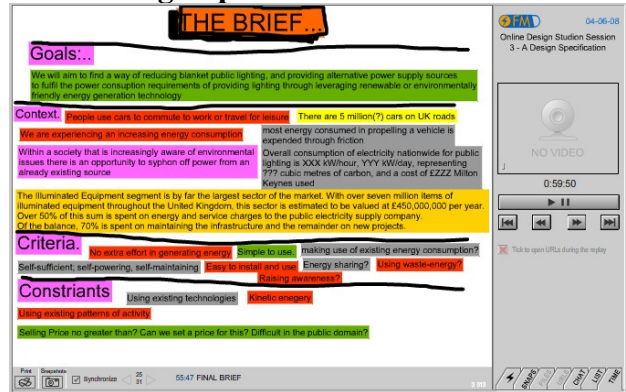 THE BRIEF...
Goals:..
We will aim to find a way of reducing blanket public lighting, and providing alternative power supply sources
to fulfil the power consuption requirements of providing lighting through leveraging renewable or environmentally
friendly energy generation technology
Context. People use cars to commute to work or travel for leisure There are 5 million(?) cars on UK roads
We are experiencing an increasing energy consumption
most energy consumed in propelling a vehicle is
expended through friction
Within a society that is increasingly aware of environmental
issues there is an opportunity to syphon off power from an
already existing source
Overall consumption of electricity nationwide for public
lighting is XXX kW/hour, YYY kW/day, representing
??? cubic metres of carbon, and a cost of £ZZZ Milton
Keynes used
The Illuminated Equipment segment is by far the largest sector of the market. With over seven million items of
illuminated equipment throughout the United Kingdom, this sector is estimated to be valued at £450,000,000 per year.
Over 50% of this sum is spent on energy and service charges to the public electricity supply company.
Of the balance, 70% is spent on maintaining the infrastructure and the remainder on new projects.
Criteria. No extra effort in generating energy Simple to use, making use of existing energy consumption?
Self-sufficient; self-powering, self-maintaining Easy to install and use Energy sharing? Using waste-energy?
Raising awareness?
Constriants Using existing technologies Kinetic enegery
Using existing patterns of activity
Selling Price no greater than? Can we set a price for this? Difficult in the public domain?
Print Snapshots Synchronize 25 31 55:47 FINAL BRIEF
FM 04-06-08
Online Design Studion Session
3 - A Design Specification
NO VIDEO
0:59:50
Tick to open URLs during the replay
SNAPS
URLS
CHAT
LIST
TIME